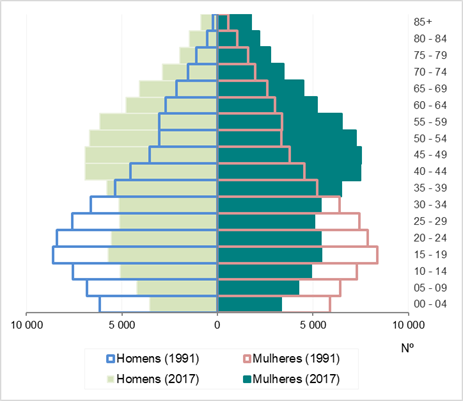 85+
80 - 84
75 - 79
70 - 74
65 - 69
60 - 64
55 - 59
50 - 54
45 - 49
40 - 44
35 - 39
30 - 34
25 - 29
20 - 24
15 - 19
10 - 14
05 - 09
00 - 04
10 000 5 000 0 5 000 10 000
Nº
Homens (1991) Mulheres (1991)
Homens (2017) Mulheres (2017)